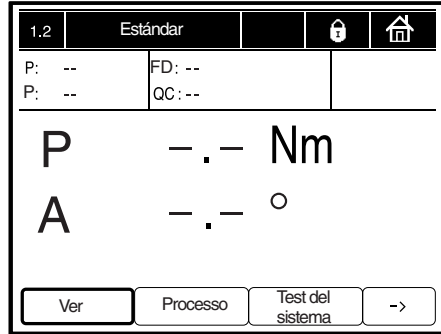 1.2 Estándar
P: -- FD: --
P: -- QC: --
P -.- Nm
A -.- °
Ver Processo Test del sistema ->